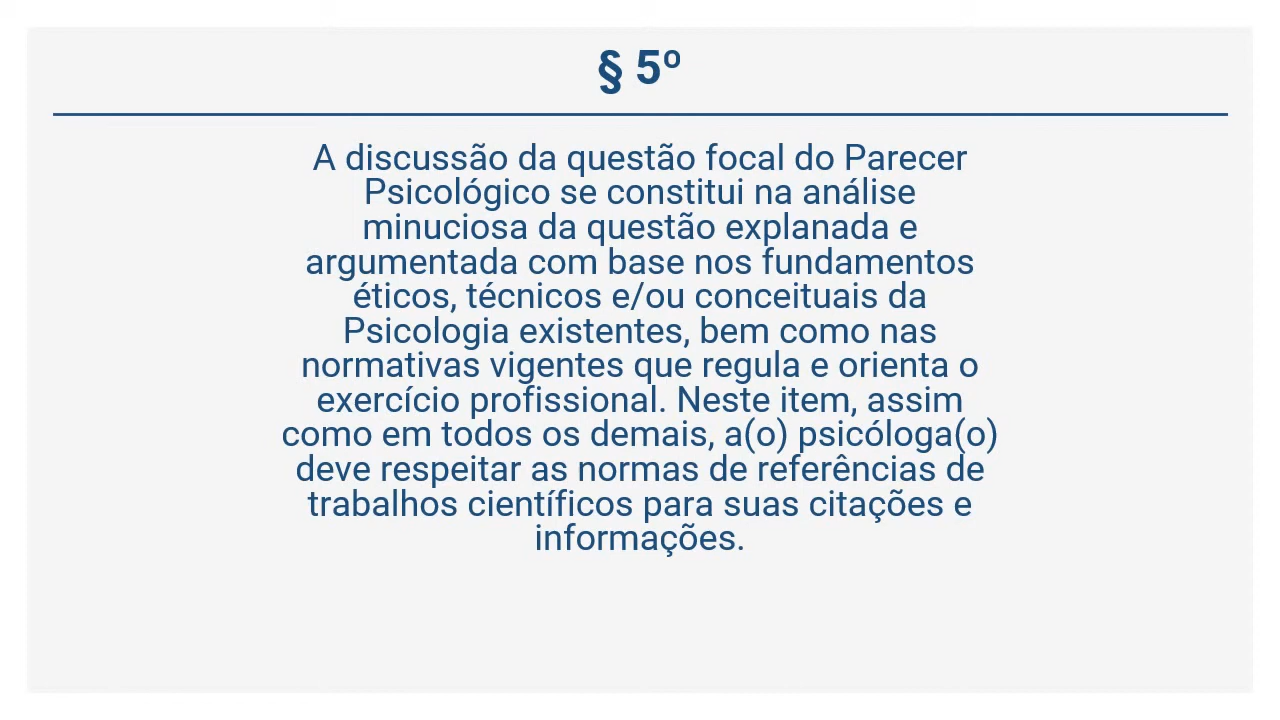 § 5º
A discussão da questão focal do Parecer
Psicológico se constitui na análise
minuciosa da questão explanada e
argumentada com base nos fundamentos
éticos, técnicos e/ou conceituais da
Psicologia existentes, bem como nas
normativas vigentes que regula e orienta o
exercício profissional. Neste item, assim
como em todos os demais, a(o) psicóloga(o)
deve respeitar as normas de referências de
trabalhos científicos para suas citações e
informações.